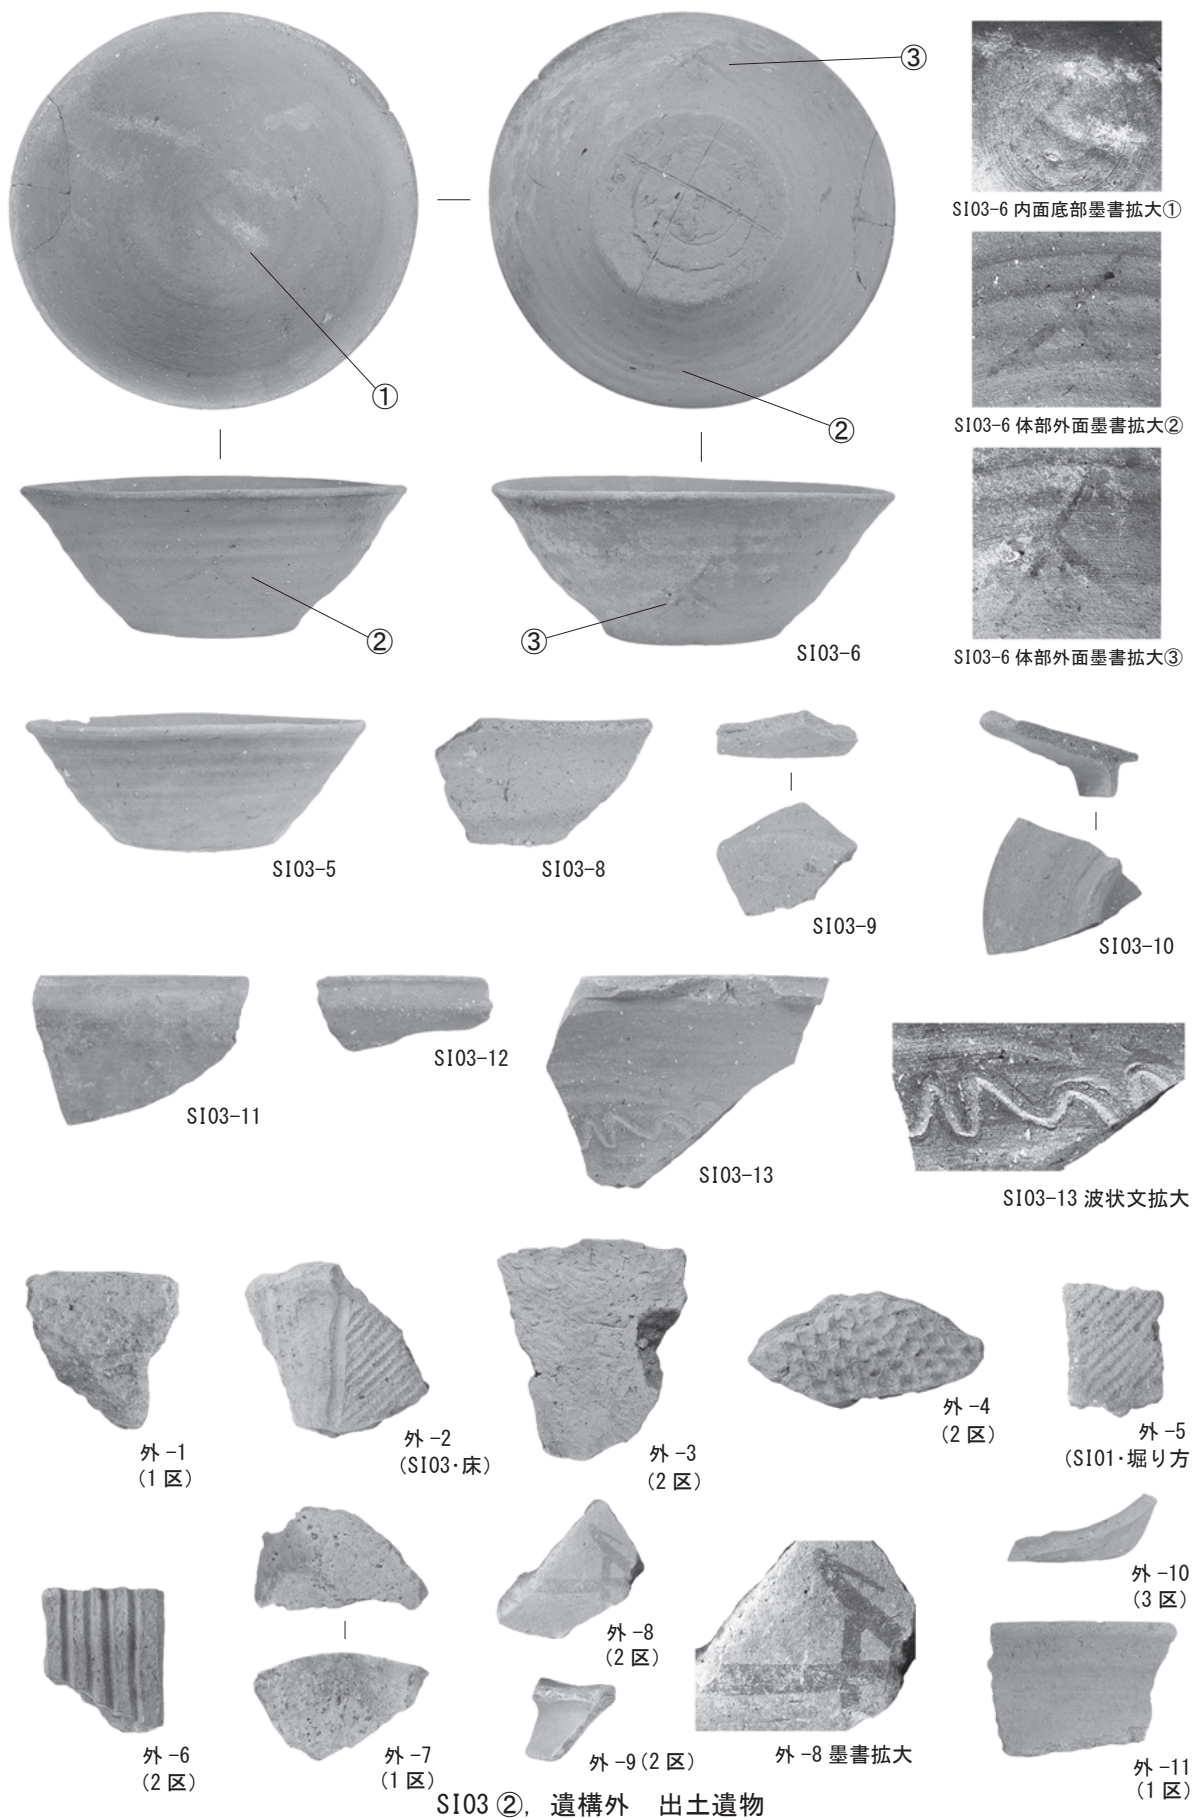 ③
SI03-6 内面底部墨書拡大①
①
②
SI03-6 体部外面墨書拡大②
②
③
SI03-6
SI03-6 体部外面墨書拡大③
SI03-5
SI03-8
SI03-9
SI03-10
SI03-11
SI03-12
SI03-13
SI03-13 波状文拡大
外-1
(1区)
外-2
(SI03・床)
外-3
(2区)
外-4
(2区)
外-5
(SI01・堀り方
外-6
(2区)
外-7
(1区)
外-8
(2区)
外-9(2区)
外-8 墨書拡大
外-10
(3区)
外-11
(1区)
SI03②, 遺構外 出土遺物